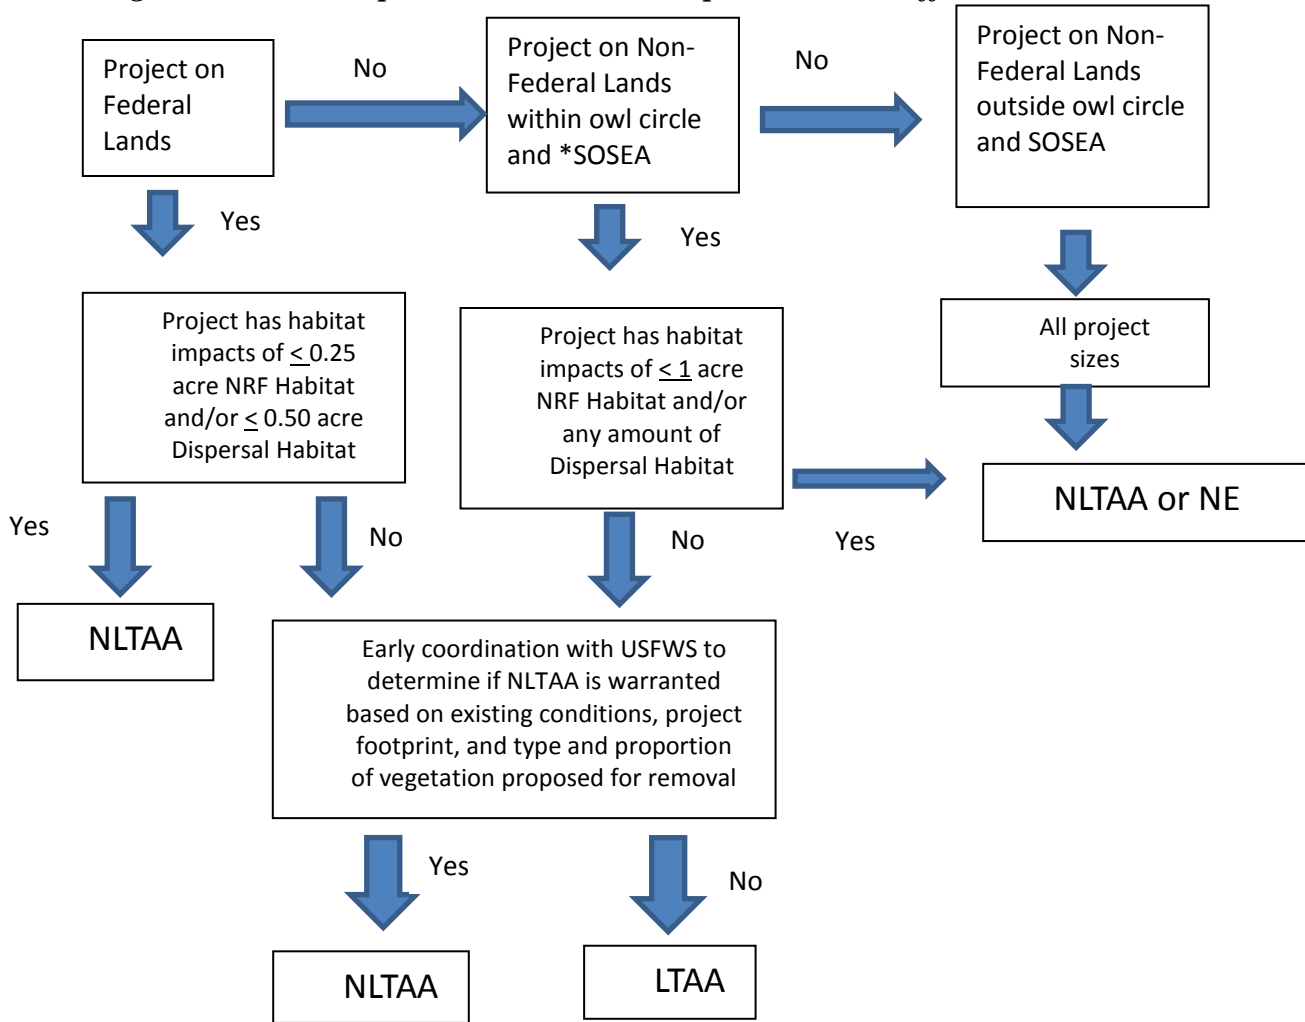 Project on
Federal
Lands
No
Project on Non-
Federal Lands
within owl circle
and *SOSEA
No
Project on Non-
Federal Lands
outside owl circle
and SOSEA
Yes
Yes
Project has habitat
impacts of < 0.25
acre NRF Habitat
and/or < 0.50 acre
Dispersal Habitat
Project has habitat
impacts of < 1 acre
NRF Habitat and/or
any amount of
Dispersal Habitat
All project
sizes
Yes
No
No
Yes
NLTAA or NE
NLTAA
Early coordination with USFWS to
determine if NLTAA is warranted
based on existing conditions, project
footprint, and type and proportion
of vegetation proposed for removal
Yes
No
NLTAA
LTAA